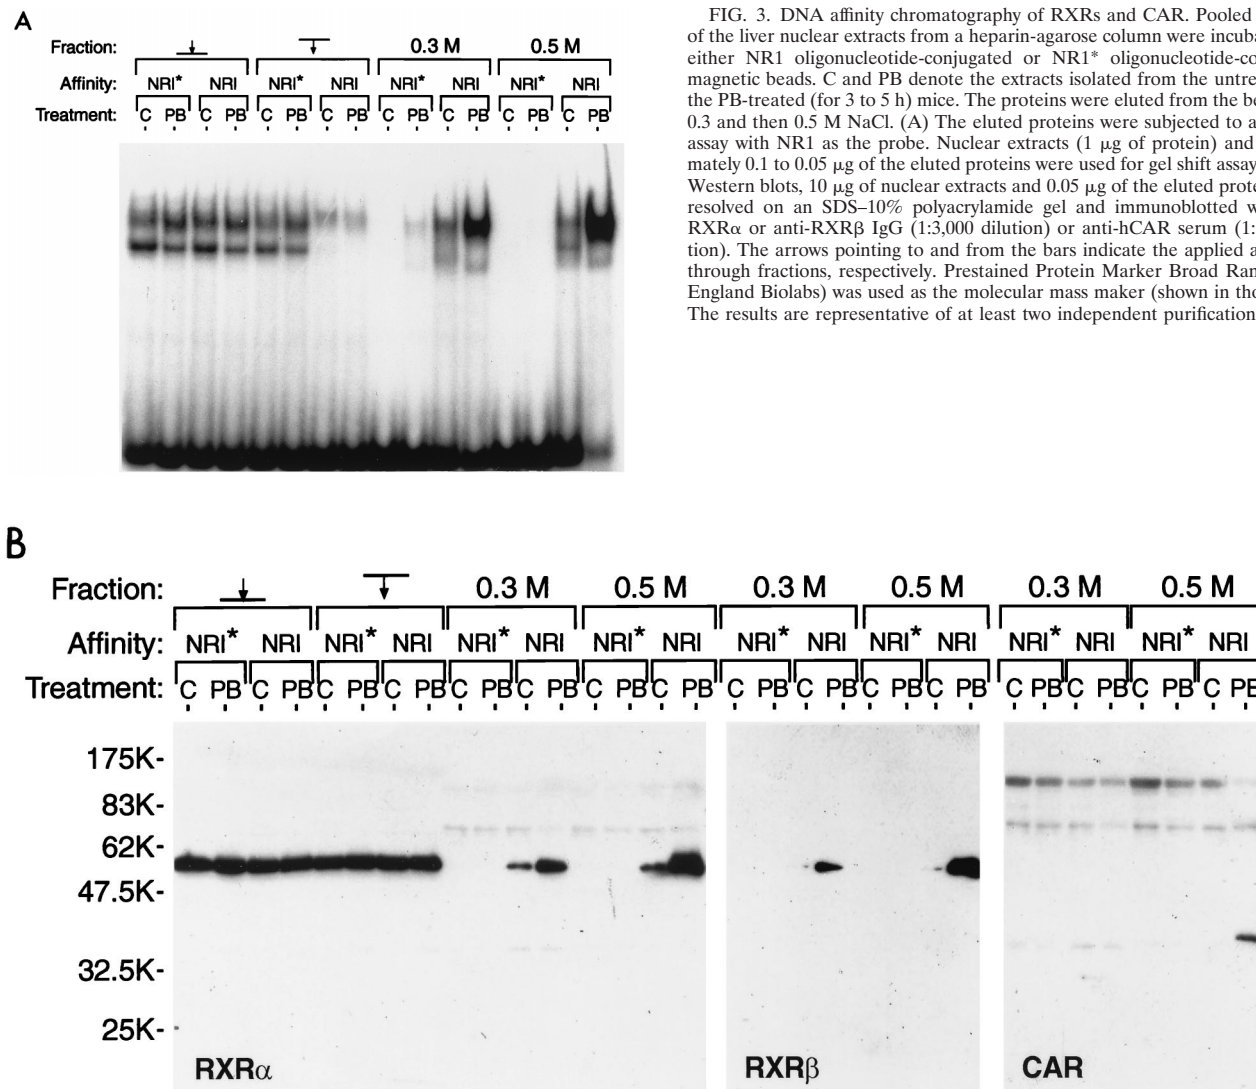 A
Fraction: 0.3 M 0.5 M
Affinity: NRI* NRI NRI* NRI NRI* NRI NRI* NRI
Treatment: C PB C PB C PB C PB C PB C PB C PB C PB
FIG. 3. DNA affinity chromatography of RXRs and CAR. Pooled
of the liver nuclear extracts from a heparin-agarose column were incuba
either NR1 oligonucleotide-conjugated or NR1* oligonucleotide-co
magnetic beads. C and PB denote the extracts isolated from the untre
the PB-treated (for 3 to 5 h) mice. The proteins were eluted from the be
0.3 and then 0.5 M NaCl. (A) The eluted proteins were subjected to a
assay with NR1 as the probe. Nuclear extracts (1 μg of protein) and
mately 0.1 to 0.05 μg of the eluted proteins were used for gel shift assay
Western blots, 10 μg of nuclear extracts and 0.05 μg of the eluted prote
resolved on an SDS–10% polyacrylamide gel and immunoblotted w
RXRα or anti-RXRβ IgG (1:3,000 dilution) or anti-hCAR serum (1:
tion). The arrows pointing to and from the bars indicate the applied a
through fractions, respectively. Prestained Protein Marker Broad Ran
England Biolabs) was used as the molecular mass maker (shown in tho
The results are representative of at least two independent purification
B
Fraction: 0.3 M 0.5 M 0.3 M 0.5 M 0.3 M 0.5 M
Affinity: NRI* NRI NRI* NRI NRI* NRI NRI* NRI NRI* NRI NRI* NRI NRI* NRI NRI* NRI
Treatment: C PB C PB C PB C PB C PB C PB C PB C PB C PB C PB C PB C PB C PB C PB C PB C PB
175K-
83K-
62K-
47.5K-
32.5K-
25K-
RXRα RXRβ CAR